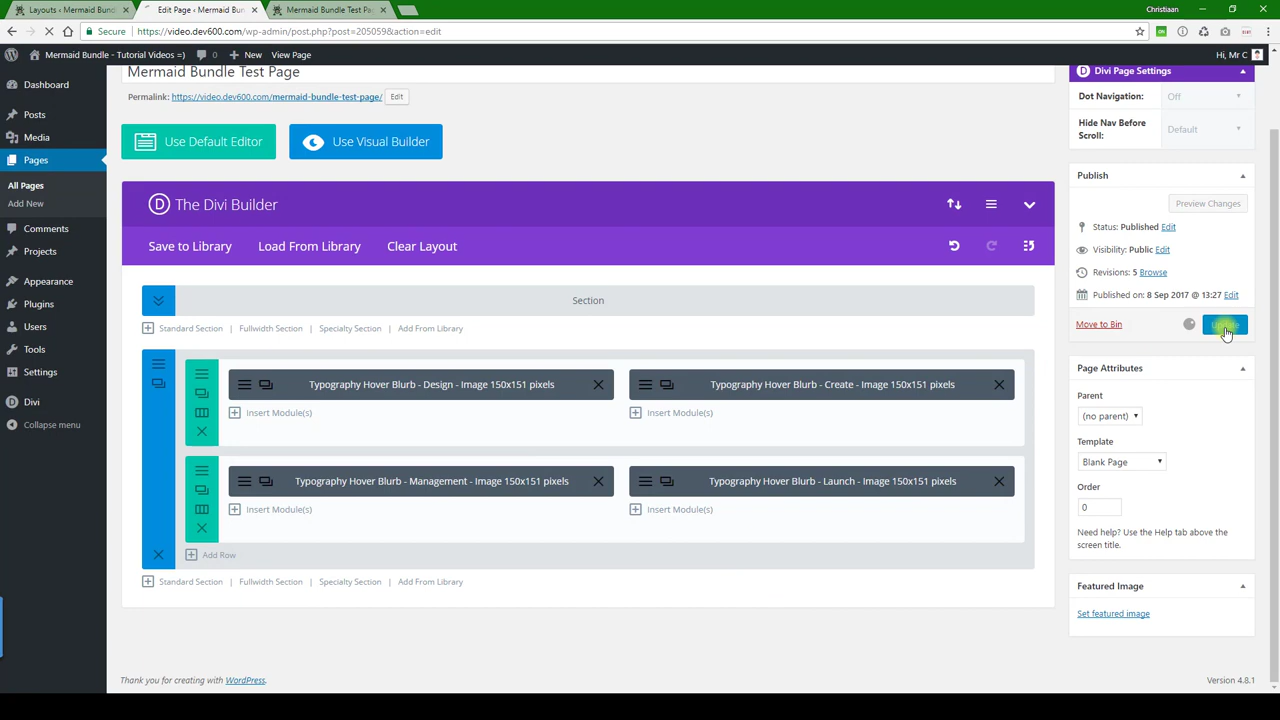 Layouts < Mermaid Bundl
Edit Page < Mermaid Bun
Mermaid Bundle Test Pag
Christiaan
Secure
https://video.dev600.com/wp-admin/post.php?post=205059&action=edit
Mermaid Bundle - Tutorial Videos =)
0
New
View Page
Hi, Mr C
Dashboard
Posts
Media
Pages
All Pages
Add New
Comments
Projects
Appearance
Plugins
Users
Tools
Settings
Divi
Collapse menu
Mermaid Bundle Test Page
Permalink: https://video.dev600.com/mermaid-bundle-test-page/ Edit
Use Default Editor
Use Visual Builder
D The Divi Builder
Save to Library
Load From Library
Clear Layout
Section
Standard Section | Fullwidth Section | Specialty Section | Add From Library
Typography Hover Blurb - Design - Image 150x151 pixels
Typography Hover Blurb - Create - Image 150x151 pixels
Insert Module(s)
Insert Module(s)
Typography Hover Blurb - Management - Image 150x151 pixels
Typography Hover Blurb - Launch - Image 150x151 pixels
Insert Module(s)
Insert Module(s)
Add Row
Standard Section | Fullwidth Section | Specialty Section | Add From Library
Thank you for creating with WordPress.
Version 4.8.1
D Divi Page Settings
Dot Navigation:
Off
Hide Nav Before
Scroll:
Default
Publish
Preview Changes
Status: Published Edit
Visibility: Public Edit
Revisions: 5 Browse
Published on: 8 Sep 2017 @ 13:27 Edit
Move to Bin
Page Attributes
Parent
(no parent)
Template
Blank Page
Order
0
Need help? Use the Help tab above the
screen title.
Featured Image
Set featured image